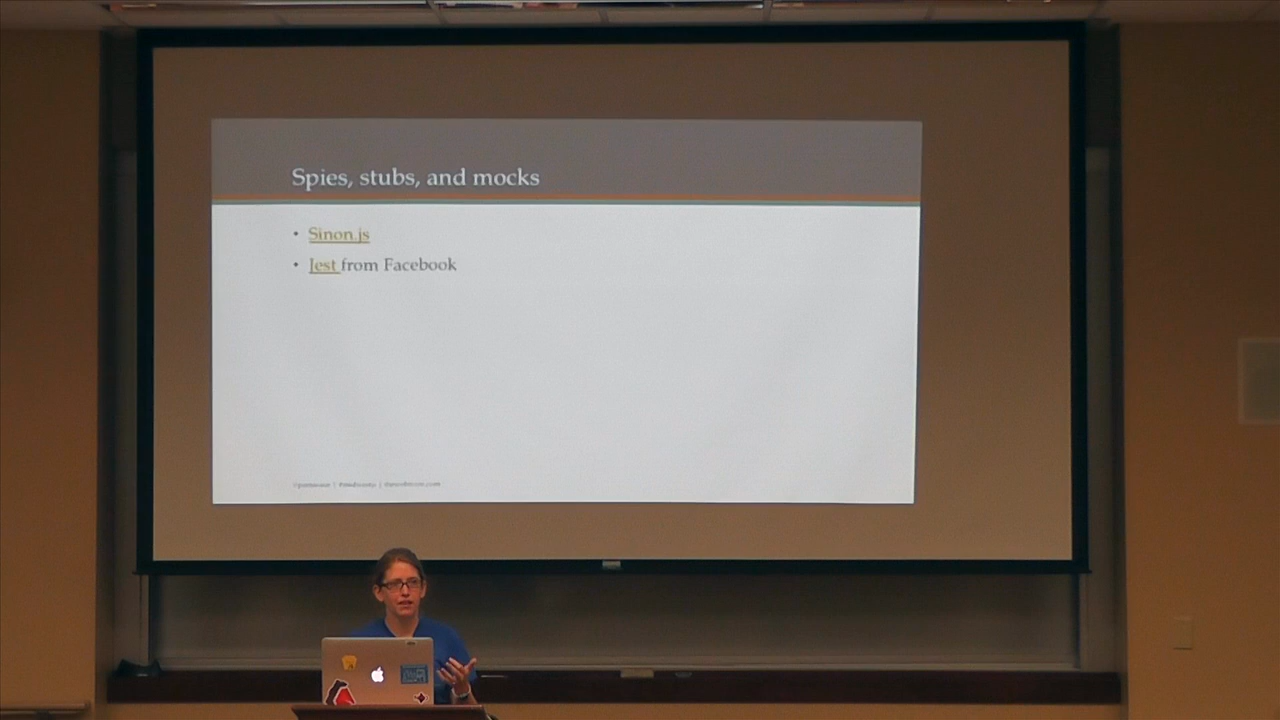 Spies, stubs, and mocks
• Sinon.js
• Jest from Facebook